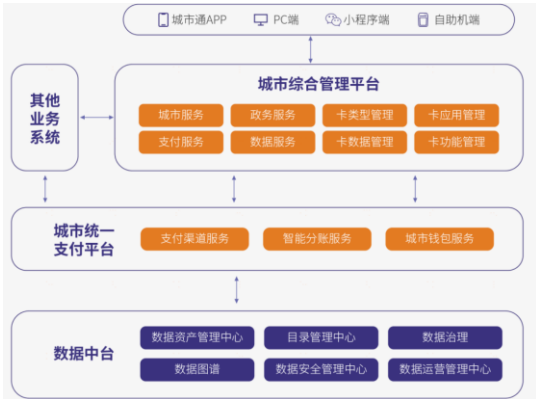 城市通APP PC端 小程序端 自助机端
城市综合管理平台
其他
业务
系统
城市服务 政务服务 卡类型管理 卡应用管理
支付服务 数据服务 卡数据管理 卡功能管理
城市统一
支付平台
支付渠道服务 智能分账服务 城市钱包服务
数据中台
数据资产管理中心 目录管理中心 数据治理
数据图谱 数据安全管理中心 数据运营管理中心